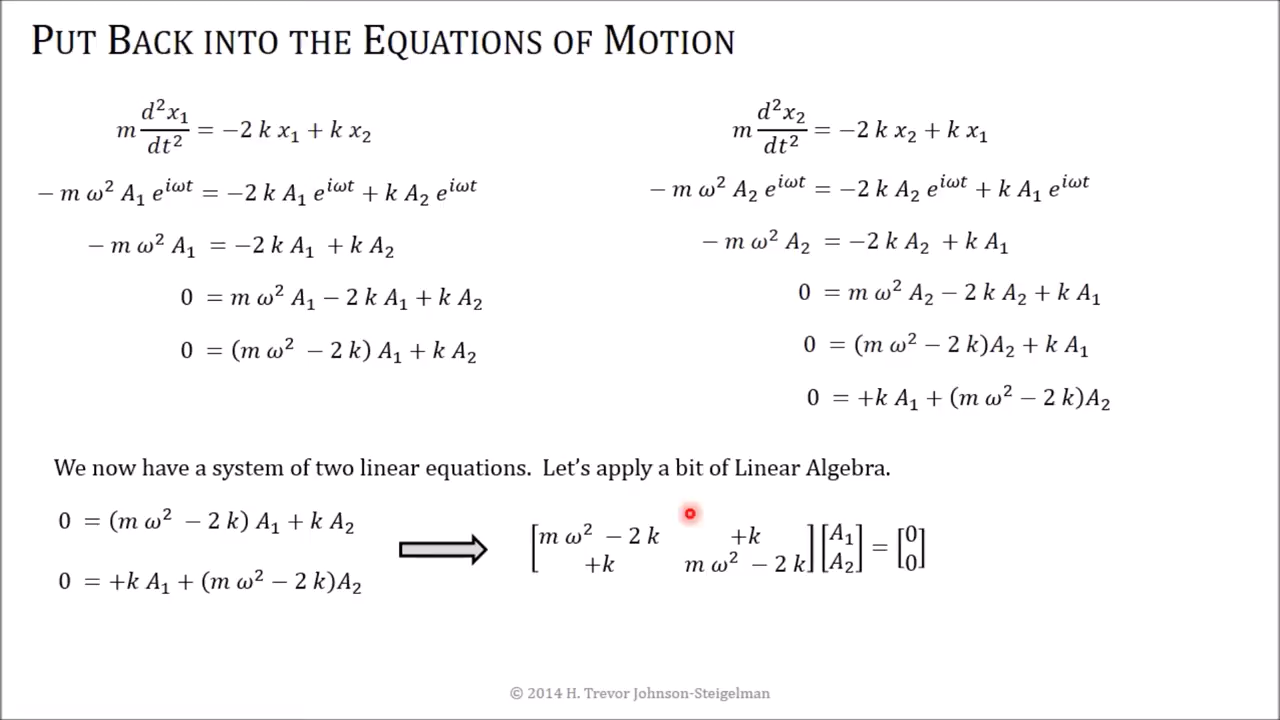 PUT BACK INTO THE EQUATIONS OF MOTION
m d²x₁/dt² = −2 k x₁ + k x₂
− m ω² A₁ e^{iωt} = −2 k A₁ e^{iωt} + k A₂ e^{iωt}
− m ω² A₁ = −2 k A₁ + k A₂
0 = m ω² A₁ − 2 k A₁ + k A₂
0 = (m ω² − 2 k) A₁ + k A₂
m d²x₂/dt² = −2 k x₂ + k x₁
− m ω² A₂ e^{iωt} = −2 k A₂ e^{iωt} + k A₁ e^{iωt}
− m ω² A₂ = −2 k A₂ + k A₁
0 = m ω² A₂ − 2 k A₂ + k A₁
0 = (m ω² − 2 k)A₂ + k A₁
0 = +k A₁ + (m ω² − 2 k)A₂
We now have a system of two linear equations. Let’s apply a bit of Linear Algebra.
0 = (m ω² − 2 k) A₁ + k A₂
0 = +k A₁ + (m ω² − 2 k)A₂
[m ω² − 2 k +k] [A₁] = [0]
[+k m ω² − 2 k] [A₂] [0]
© 2014 H. Trevor Johnson-Steigelman